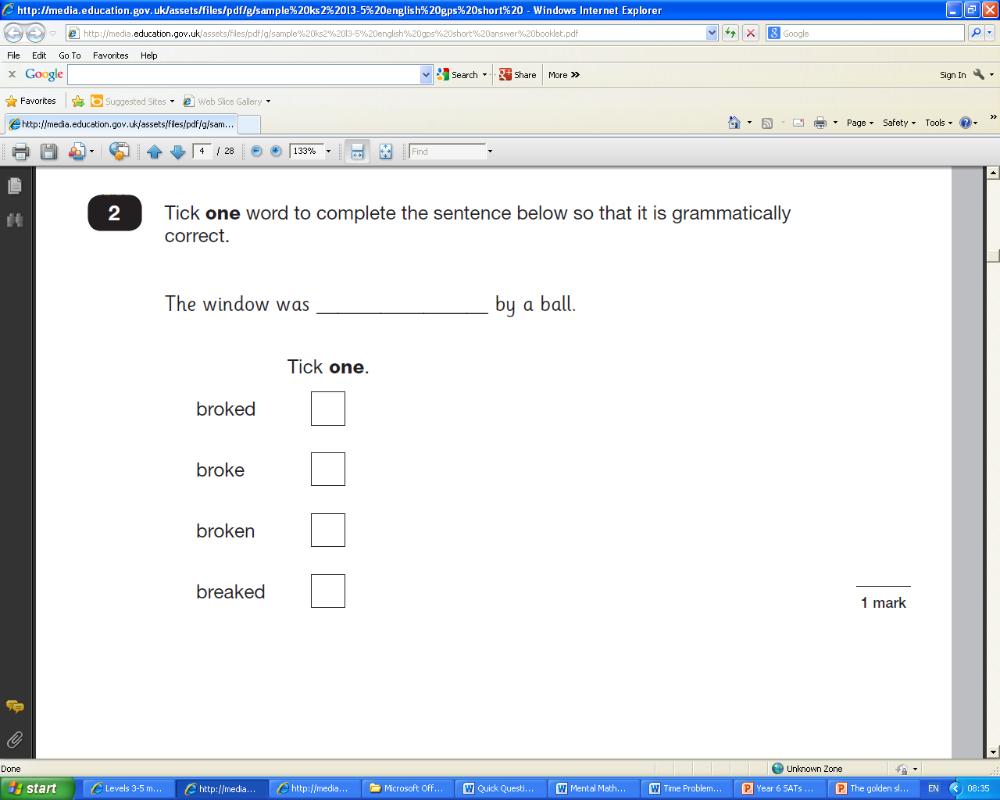 http://media.education.gov.uk/assets/files/pdf/g/sample%20ks2%20l3-5%20english%20gps%20short%20 - Windows Internet Explorer
http://media.education.gov.uk/assets/files/pdf/g/sample%20ks2%20l3-5%20english%20gps%20short%20answer%20booklet.pdf
Google
File Edit Go To Favorites Help
x Google Search Share More » Sign In
Favorites Suggested Sites Web Slice Gallery
http://media.education.gov.uk/assets/files/pdf/g/sam...
Page Safety Tools »
4 / 28 133% Find
2 Tick one word to complete the sentence below so that it is grammatically
correct.
The window was ________________ by a ball.
Tick one.
broked
broke
broken
breaked
1 mark
Done Unknown Zone
start Levels 3-5 m... http://media... http://media... Microsoft Off... Quick Questi... Mental Math... Time Problem... Year 6 SATs ... The golden sl... EN 08:35